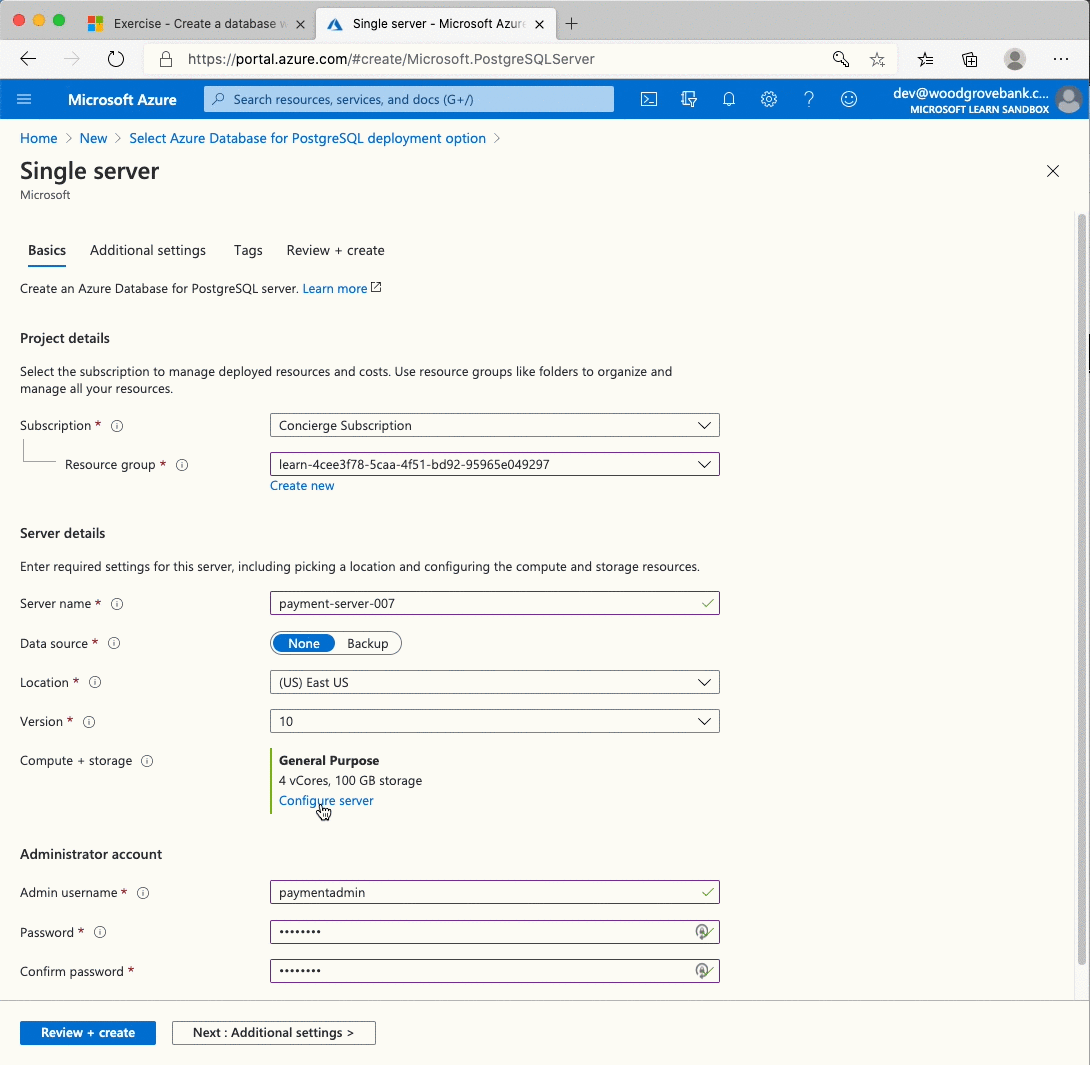 Exercise - Create a database w
Single server - Microsoft Azure
https://portal.azure.com/#create/Microsoft.PostgreSQLServer
Microsoft Azure
Search resources, services, and docs (G+/)
dev@woodgrovebank.c...
MICROSOFT LEARN SANDBOX
Home > New > Select Azure Database for PostgreSQL deployment option >
Single server
Microsoft
Basics Additional settings Tags Review + create
Create an Azure Database for PostgreSQL server. Learn more
Project details
Select the subscription to manage deployed resources and costs. Use resource groups like folders to organize and
manage all your resources.
Subscription *
Concierge Subscription
Resource group *
learn-4cee3f78-5caa-4f51-bd92-95965e049297
Create new
Server details
Enter required settings for this server, including picking a location and configuring the compute and storage resources.
Server name *
payment-server-007
Data source *
None Backup
Location *
(US) East US
Version *
10
Compute + storage
General Purpose
4 vCores, 100 GB storage
Configure server
Administrator account
Admin username *
paymentadmin
Password *
••••••••
Confirm password *
••••••••
Review + create
Next : Additional settings >